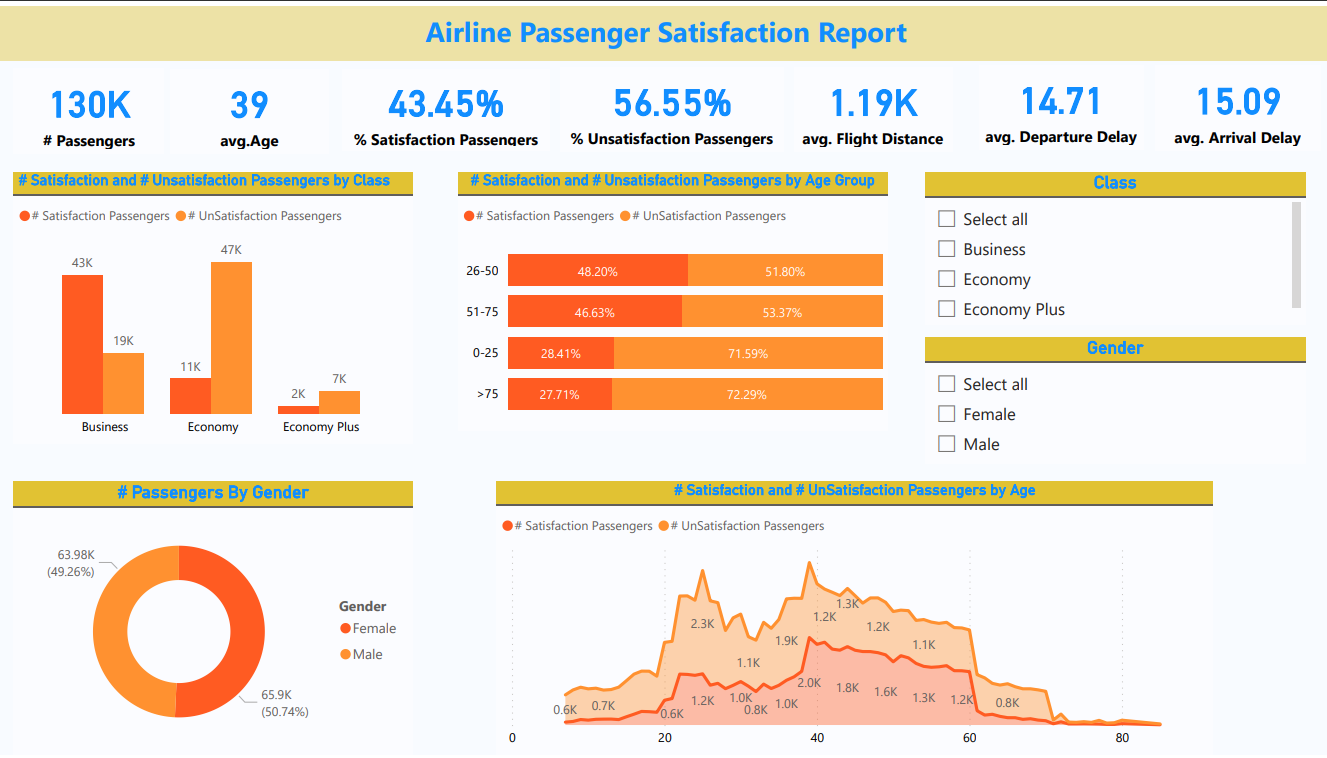 Airline Passenger Satisfaction Report
130K
# Passengers
39
avg.Age
43.45%
% Satisfaction Passengers
56.55%
% Unsatisfaction Passengers
1.19K
avg. Flight Distance
14.71
avg. Departure Delay
15.09
avg. Arrival Delay
# Satisfaction and # Unsatisfaction Passengers by Class
# Satisfaction Passengers # UnSatisfaction Passengers
43K
19K
11K
47K
2K
7K
Business Economy Economy Plus
# Satisfaction and # Unsatisfaction Passengers by Age Group
# Satisfaction Passengers # UnSatisfaction Passengers
26-50 48.20% 51.80%
51-75 46.63% 53.37%
0-25 28.41% 71.59%
>75 27.71% 72.29%
Class
Select all
Business
Economy
Economy Plus
Gender
Select all
Female
Male
# Passengers By Gender
63.98K
(49.26%)
65.9K
(50.74%)
Gender
Female
Male
# Satisfaction and # UnSatisfaction Passengers by Age
# Satisfaction Passengers # UnSatisfaction Passengers
0.6K 0.7K 2.3K 1.1K 1.9K 1.2K 1.3K 1.2K 1.1K 0.8K
0.6K 1.2K 1.0K 0.8K 1.0K 2.0K 1.8K 1.6K 1.3K 1.2K
0 20 40 60 80